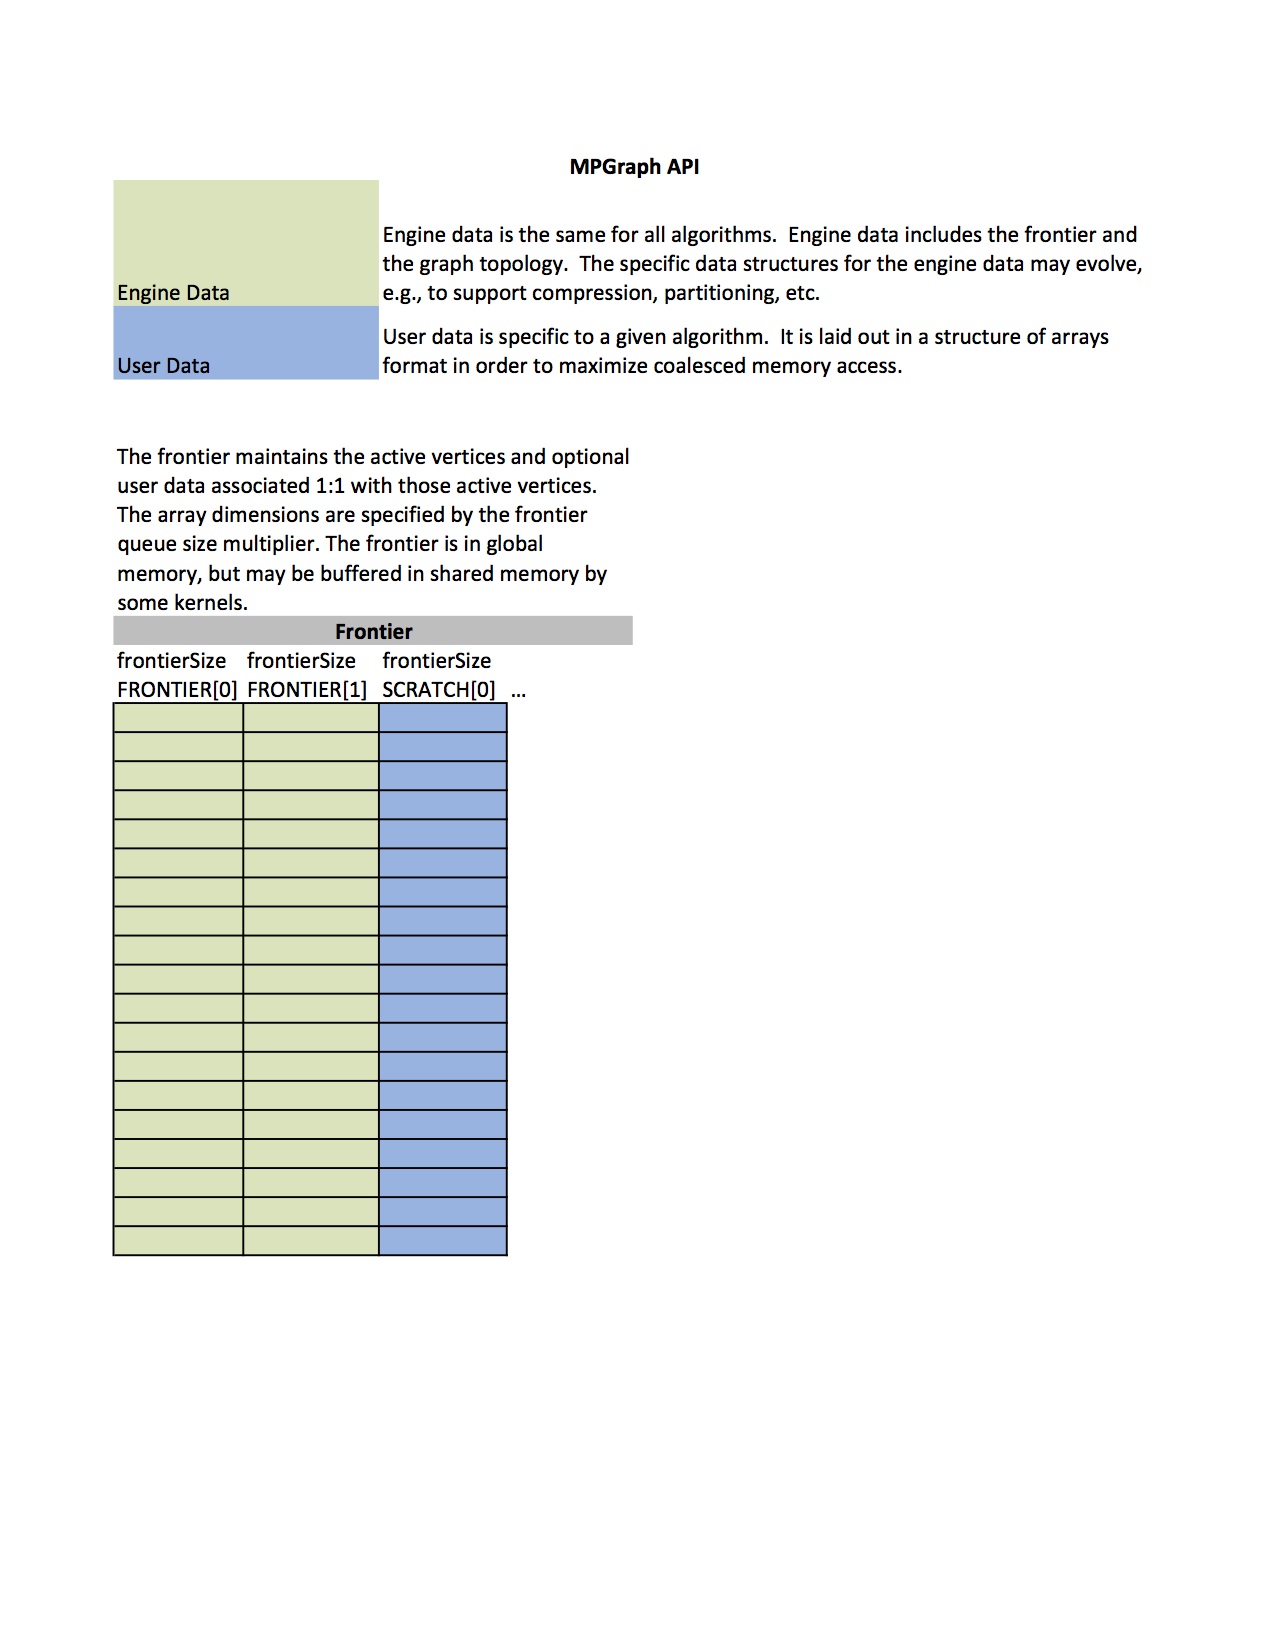 MPGraph API
Engine Data
Engine data is the same for all algorithms.  Engine data includes the frontier and
the graph topology.  The specific data structures for the engine data may evolve,
e.g., to support compression, partitioning, etc.
User Data
User data is specific to a given algorithm.  It is laid out in a structure of arrays
format in order to maximize coalesced memory access.
The frontier maintains the active vertices and optional
user data associated 1:1 with those active vertices.
The array dimensions are specified by the frontier
queue size multiplier. The frontier is in global
memory, but may be buffered in shared memory by
some kernels.
Frontier
frontierSize frontierSize frontierSize
FRONTIER[0] FRONTIER[1] SCRATCH[0] ...